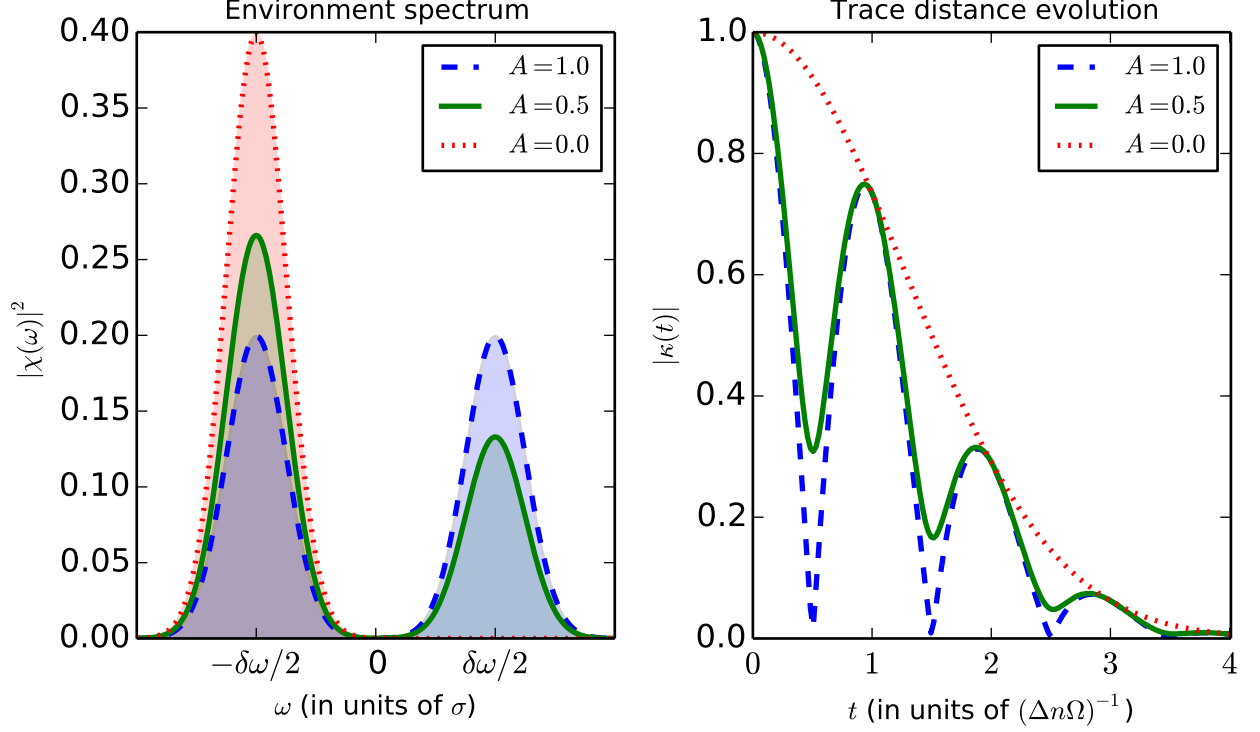 Environment spectrum
0.40
0.35
0.30
0.25
0.20
0.15
0.10
0.05
0.00
|χ(ω)|²
A=1.0
A=0.5
A=0.0
−δω/2 0 δω/2
ω (in units of σ)
Trace distance evolution
1.0
0.8
0.6
0.4
0.2
0.0
|κ(t)|
A=1.0
A=0.5
A=0.0
0 1 2 3 4
t (in units of (ΔnΩ)⁻¹)